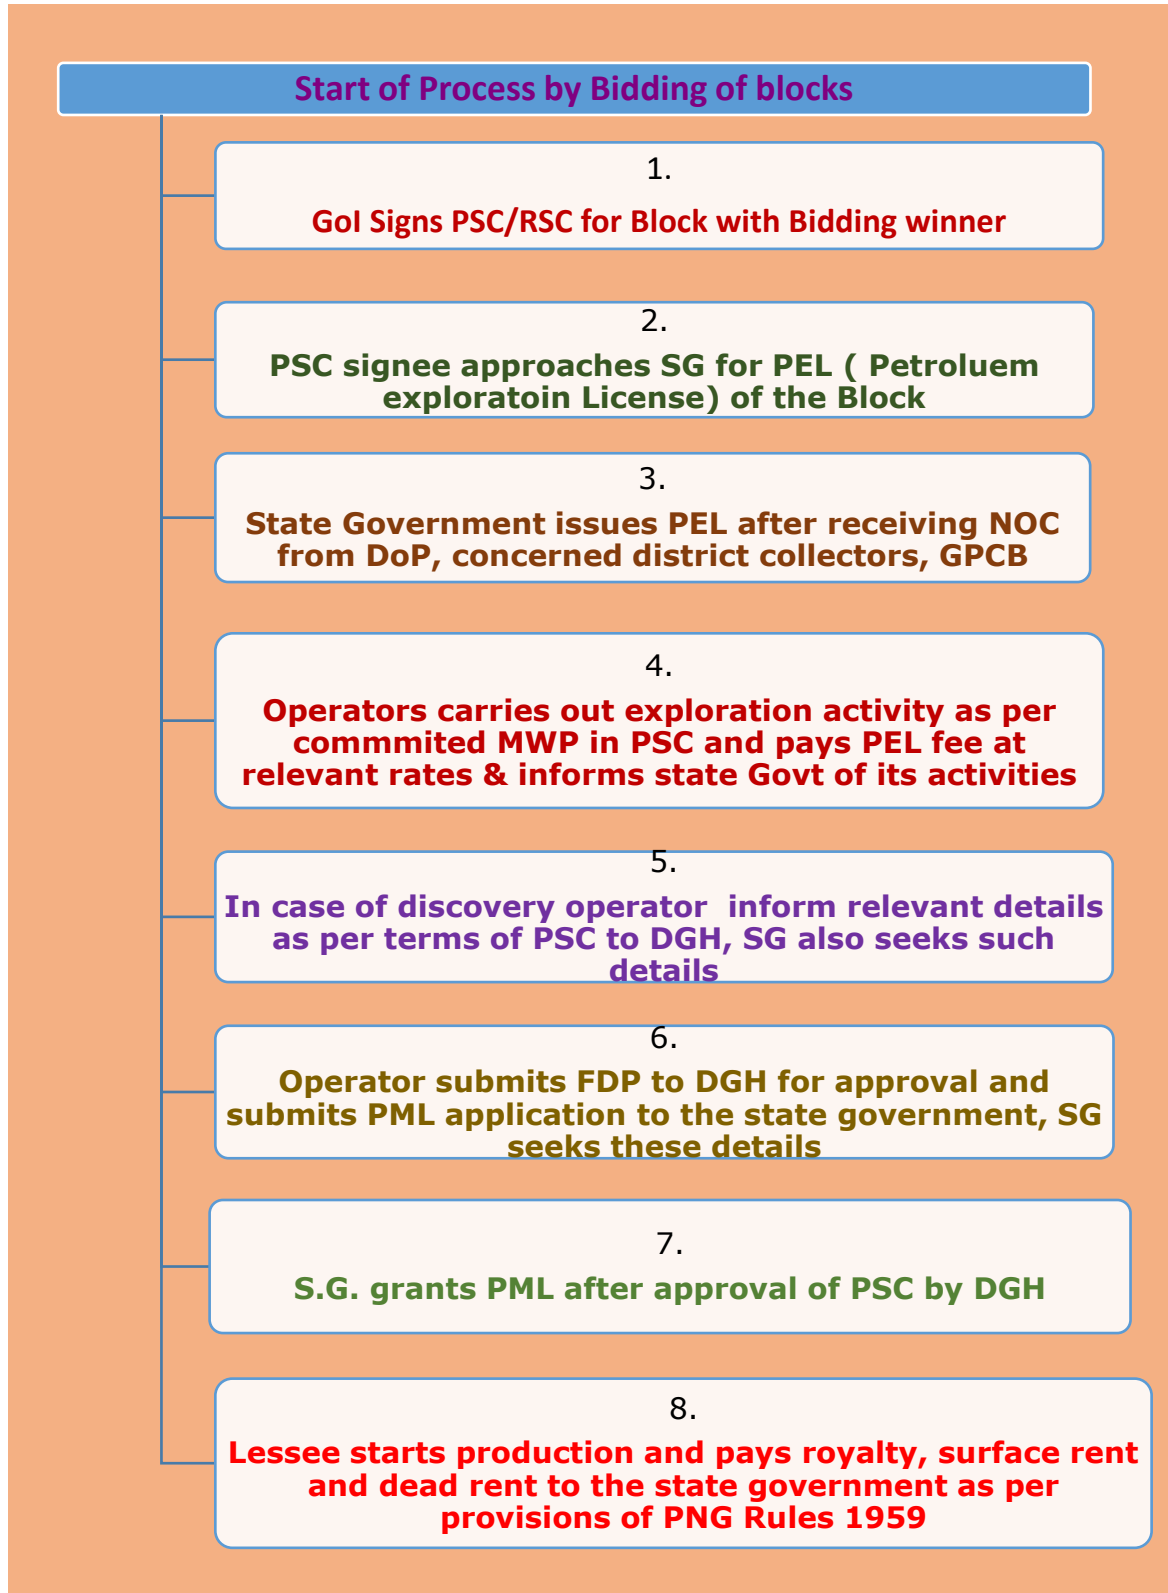 Start of Process by Bidding of blocks
1.
GoI Signs PSC/RSC for Block with Bidding winner
2.
PSC signee approaches SG for PEL ( Petroluem
exploratoin License) of the Block
3.
State Government issues PEL after receiving NOC
from DoP, concerned district collectors, GPCB
4.
Operators carries out exploration activity as per
commmited MWP in PSC and pays PEL fee at
relevant rates & informs state Govt of its activities
5.
In case of discovery operator  inform relevant details
as per terms of PSC to DGH, SG also seeks such
details
6.
Operator submits FDP to DGH for approval and
submits PML application to the state government, SG
seeks these details
7.
S.G. grants PML after approval of PSC by DGH
8.
Lessee starts production and pays royalty, surface rent
and dead rent to the state government as per
provisions of PNG Rules 1959